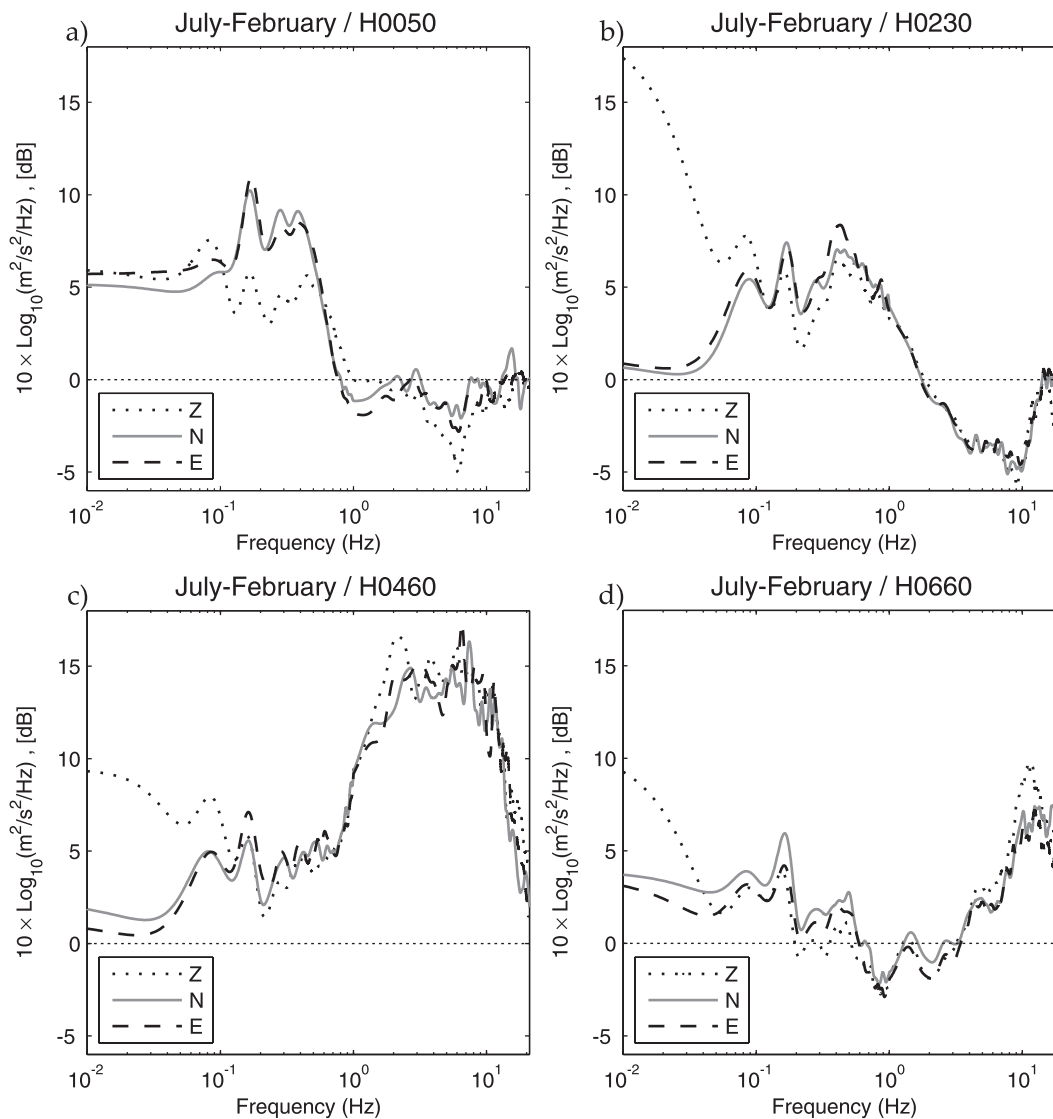 a)
July-February / H0050
10 × Log10(m2/s2/Hz) , [dB]
15
10
5
0
-5
Z
N
E
10-2
10-1
100
101
Frequency (Hz)
b)
July-February / H0230
10 × Log10(m2/s2/Hz) , [dB]
15
10
5
0
-5
Z
N
E
10-2
10-1
100
101
Frequency (Hz)
c)
July-February / H0460
10 × Log10(m2/s2/Hz) , [dB]
15
10
5
0
-5
Z
N
E
10-2
10-1
100
101
Frequency (Hz)
d)
July-February / H0660
10 × Log10(m2/s2/Hz) , [dB]
15
10
5
0
-5
Z
N
E
10-2
10-1
100
101
Frequency (Hz)